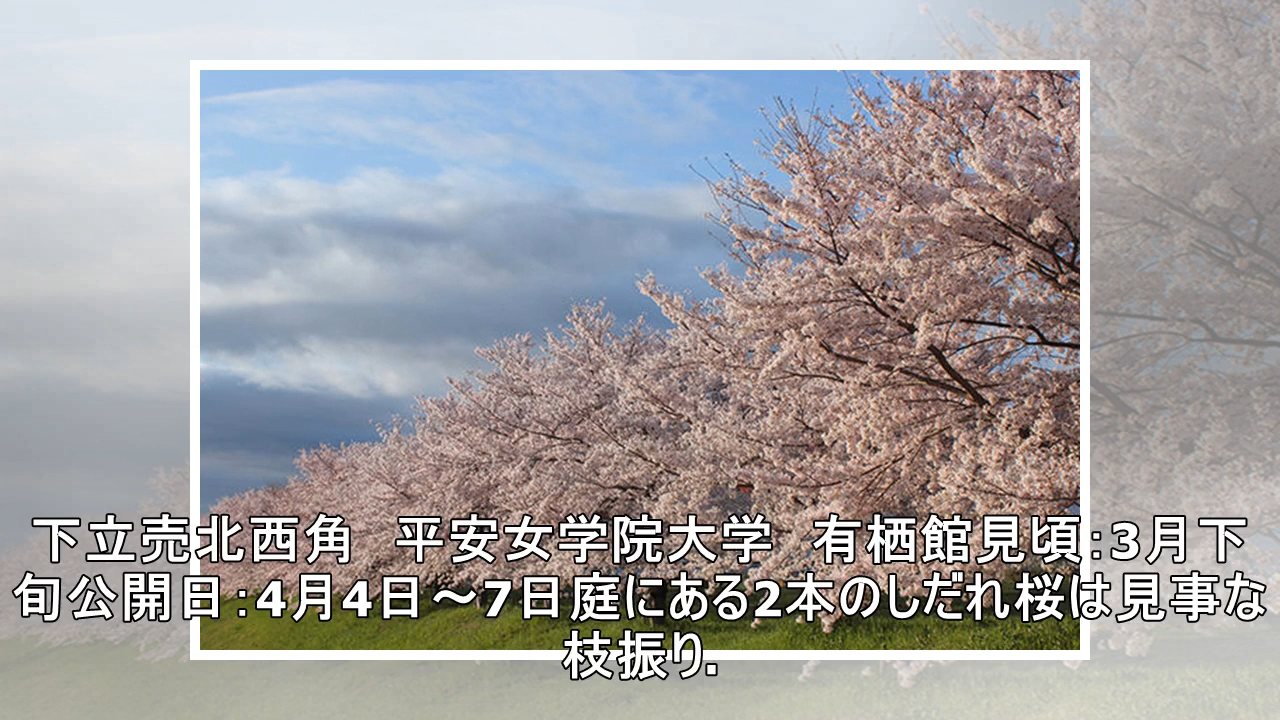 下立売北西角　平安女学院大学　有栖館見頃:3月下
旬公開日:4月4日～7日庭にある2本のしだれ桜は見事な
枝振り.